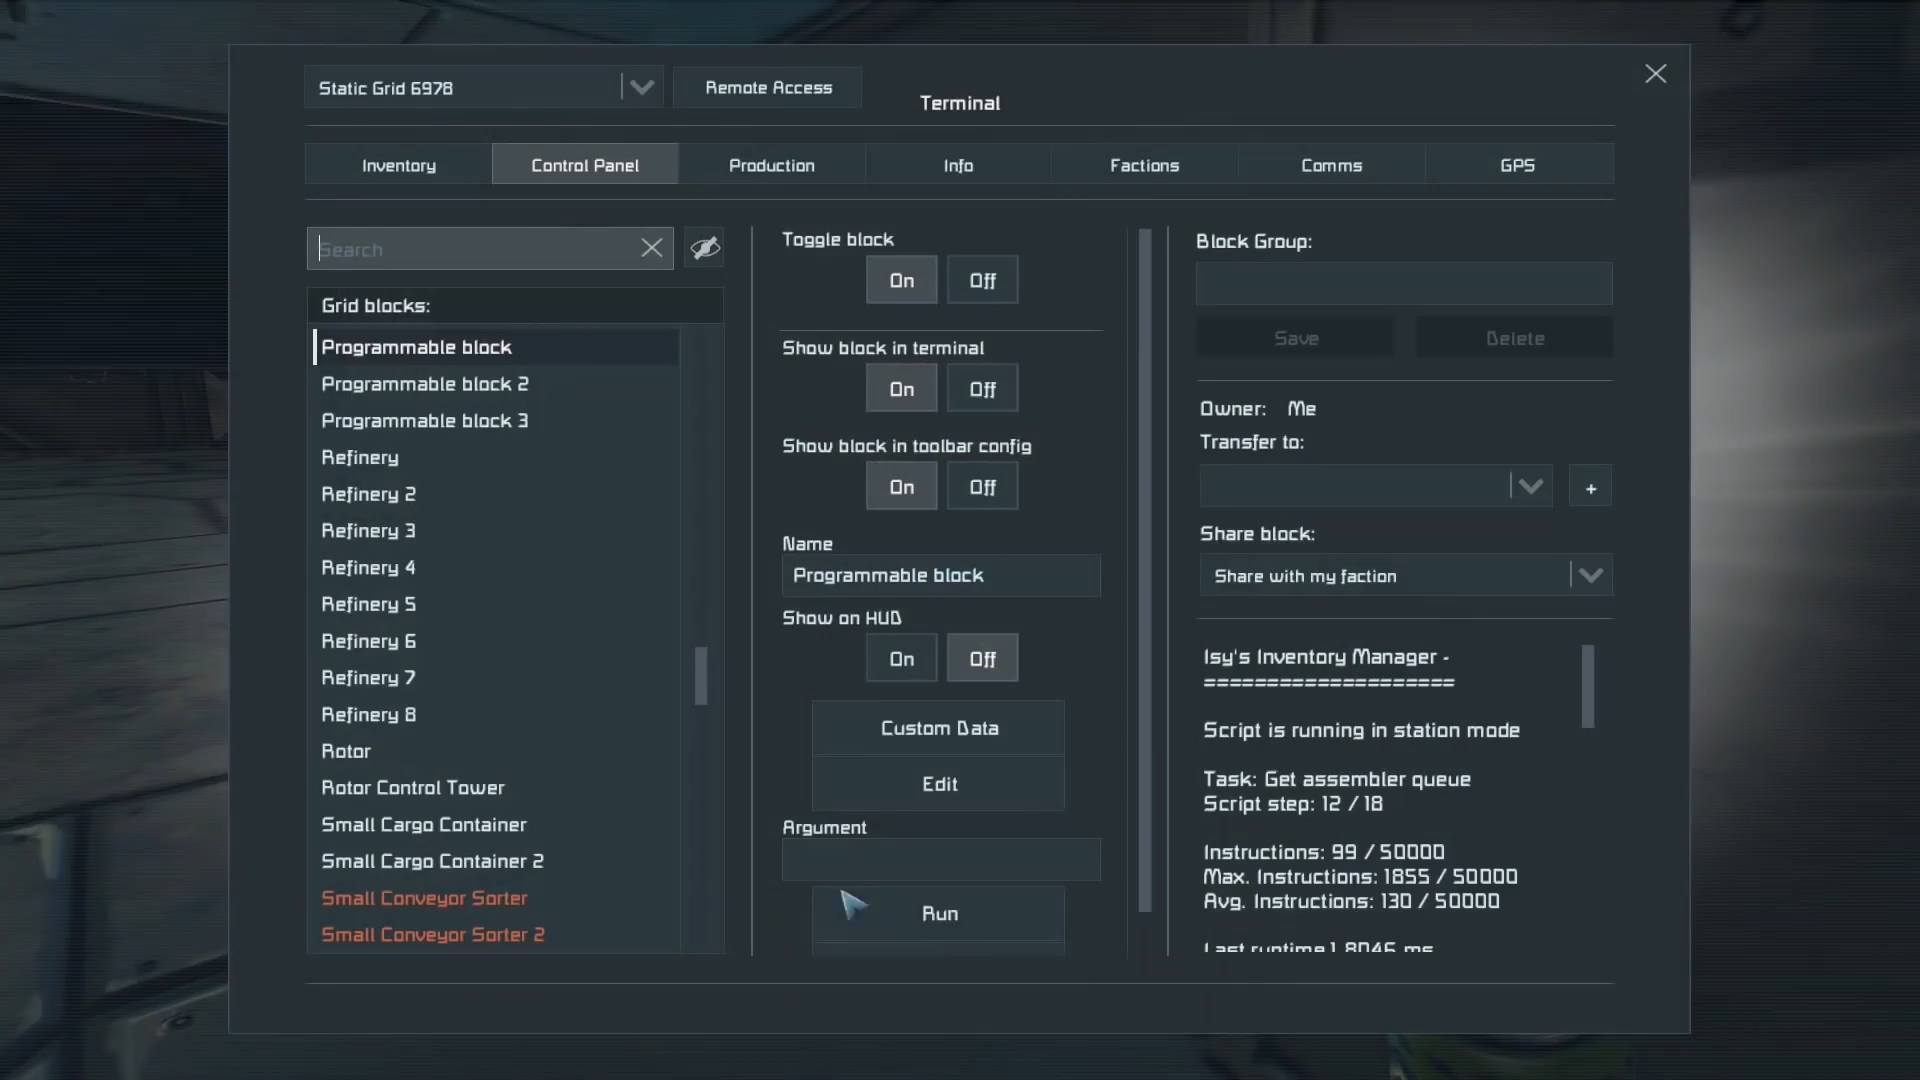 Static Grid 6978
Remote Access
Terminal
Inventory
Control Panel
Production
Info
Factions
Comms
GPS
Search
Grid blocks:
Programmable block
Programmable block 2
Programmable block 3
Refinery
Refinery 2
Refinery 3
Refinery 4
Refinery 5
Refinery 6
Refinery 7
Refinery 8
Rotor
Rotor Control Tower
Small Cargo Container
Small Cargo Container 2
Small Conveyor Sorter
Small Conveyor Sorter 2
Toggle block
On Off
Show block in terminal
On Off
Show block in toolbar config
On Off
Name
Programmable block
Show on HUD
On Off
Custom Data
Edit
Argument
Run
Block Group:
Save Delete
Owner: Me
Transfer to:
+
Share block:
Share with my faction
Isy's Inventory Manager -
====================
Script is running in station mode
Task: Get assembler queue
Script step: 12 / 18
Instructions: 99 / 50000
Max. Instructions: 1855 / 50000
Avg. Instructions: 130 / 50000
Last runtime 1.8046 ms